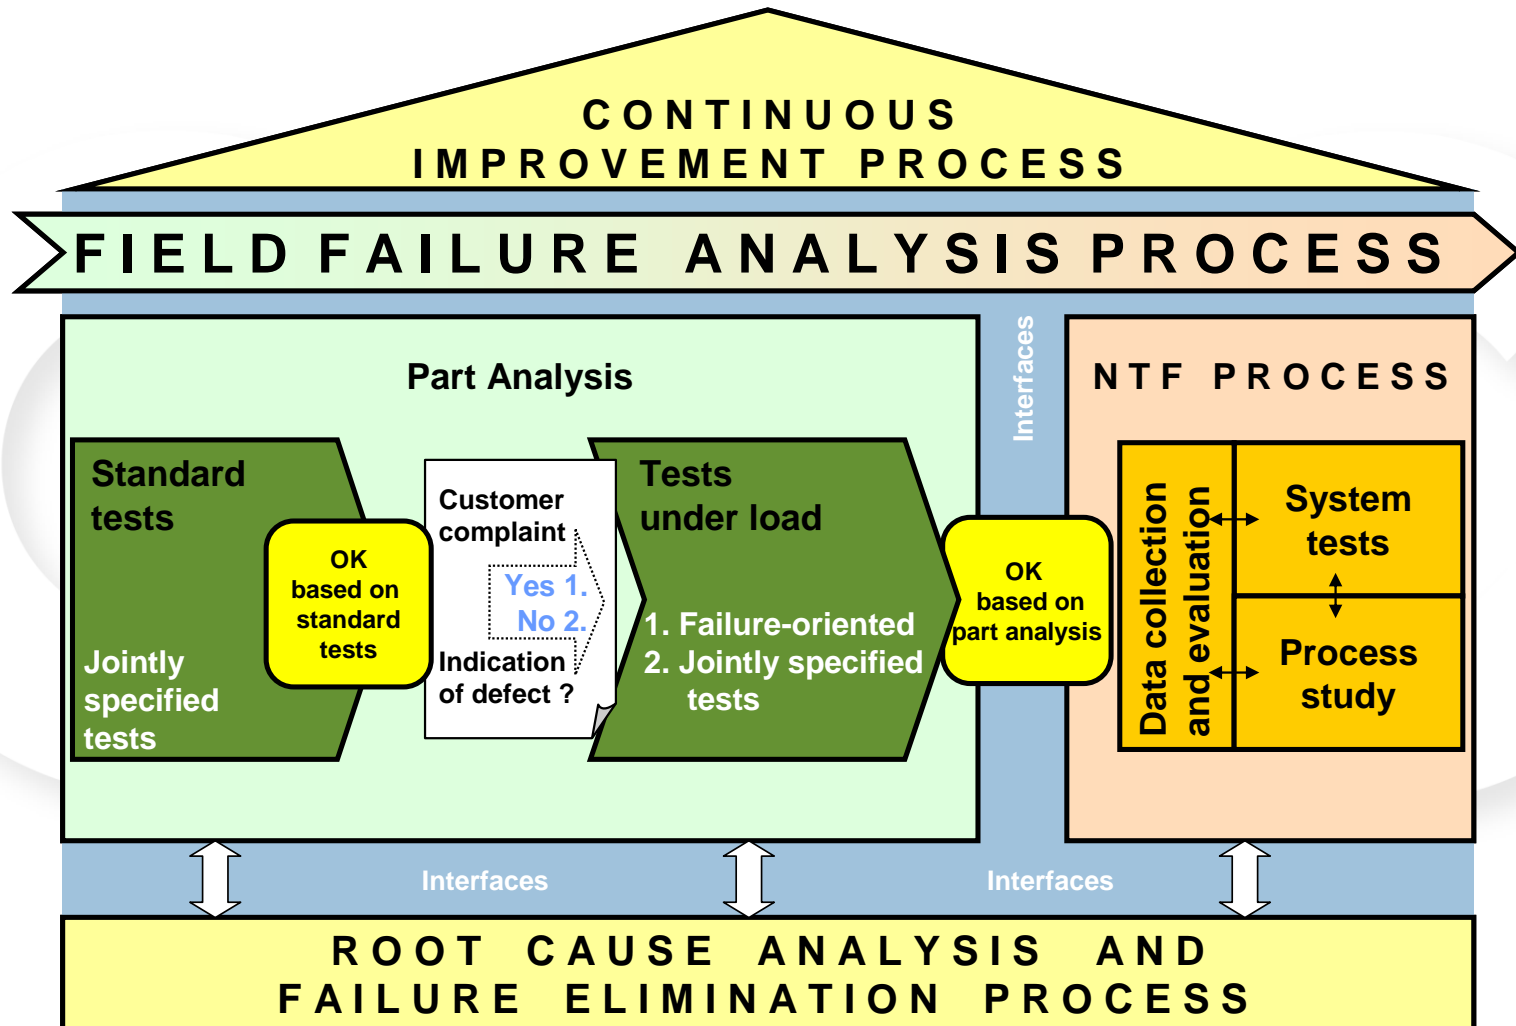 CONTINUOUS
IMPROVEMENT PROCESS
FIELD FAILURE ANALYSIS PROCESS
Part Analysis
Standard
tests
Jointly
specified
tests
OK
based on
standard
tests
Customer
complaint
Yes 1.
No 2.
Indication
of defect ?
Tests
under load
1. Failure-oriented
2. Jointly specified
tests
OK
based on
part analysis
Interfaces
NTF PROCESS
Data collection
and evaluation
System
tests
Process
study
Interfaces
Interfaces
ROOT CAUSE ANALYSIS AND
FAILURE ELIMINATION PROCESS